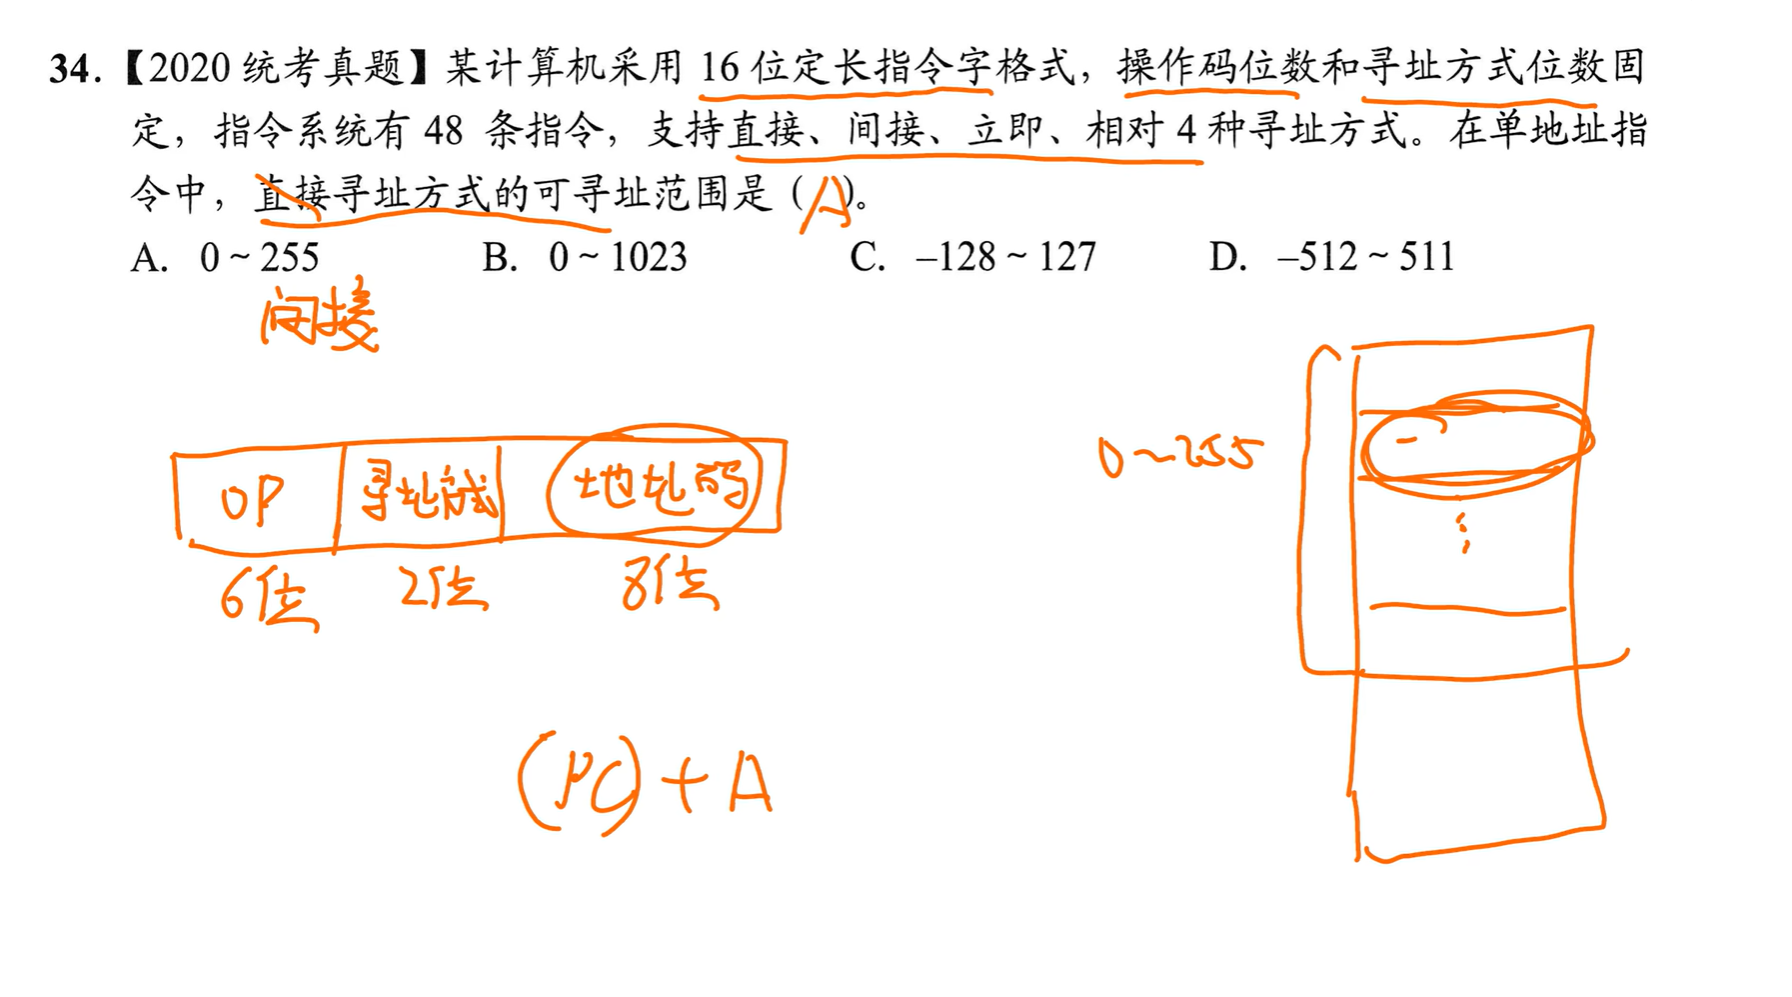 34.【2020 统考真题】某计算机采用 16 位定长指令字格式，操作码位数和寻址方式位数固
定，指令系统有 48 条指令，支持直接、间接、立即、相对 4 种寻址方式。在单地址指
令中，直接寻址方式的可寻址范围是（A）。
A. 0 ~ 255 B. 0 ~ 1023 C. –128 ~ 127 D. –512 ~ 511
间接
0~255
OP 寻址方式 地址码
6位 2位 8位
(PC) + A